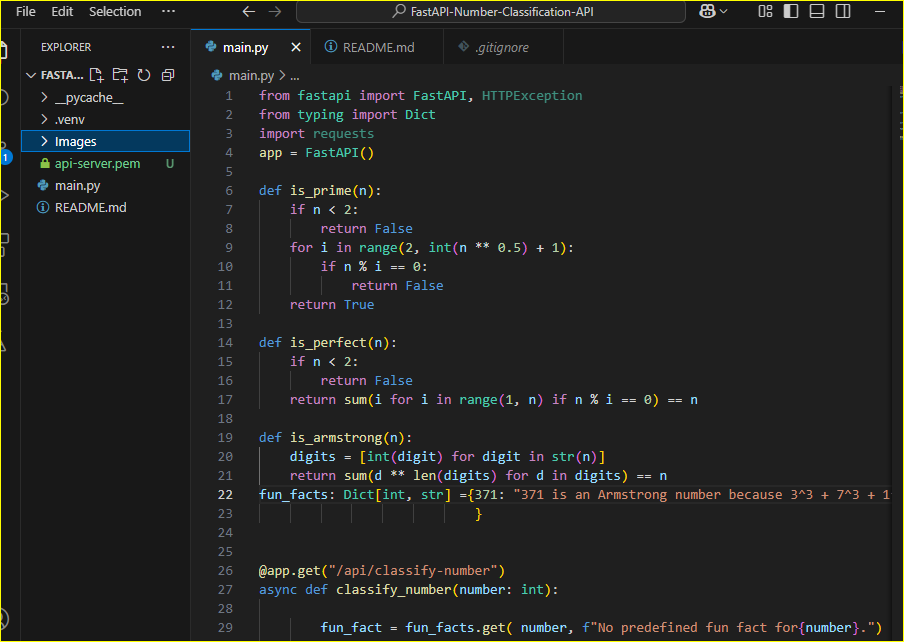 File Edit Selection ··· FastAPI-Number-Classification-API
EXPLORER ···
main.py README.md .gitignore
FASTA...
main.py > ...
__pycache__
.venv
Images
api-server.pem U
main.py
README.md
1
1 from fastapi import FastAPI, HTTPException
2 from typing import Dict
3 import requests
4 app = FastAPI()
5
6 def is_prime(n):
7 if n < 2:
8 return False
9 for i in range(2, int(n ** 0.5) + 1):
10 if n % i == 0:
11 return False
12 return True
13
14 def is_perfect(n):
15 if n < 2:
16 return False
17 return sum(i for i in range(1, n) if n % i == 0) == n
18
19 def is_armstrong(n):
20 digits = [int(digit) for digit in str(n)]
21 return sum(d ** len(digits) for d in digits) == n
22 fun_facts: Dict[int, str] ={371: "371 is an Armstrong number because 3^3 + 7^3 + 1
23 }
24
25
26 @app.get("/api/classify-number")
27 async def classify_number(number: int):
28
29 fun_fact = fun_facts.get( number, f"No predefined fun fact for{number}.")